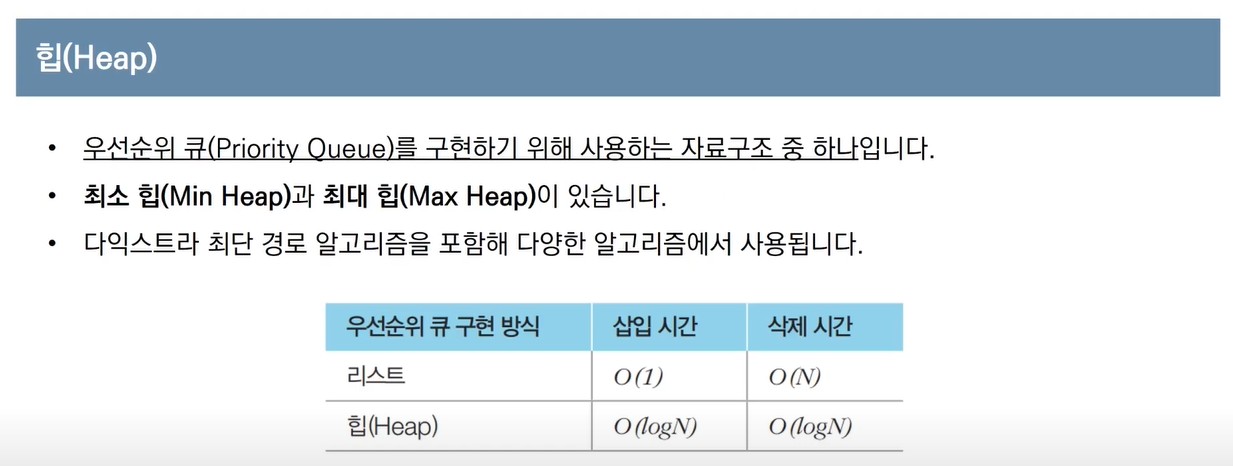 힙(Heap)
• 우선순위 큐(Priority Queue)를 구현하기 위해 사용하는 자료구조 중 하나입니다.
• 최소 힙(Min Heap)과 최대 힙(Max Heap)이 있습니다.
• 다익스트라 최단 경로 알고리즘을 포함해 다양한 알고리즘에서 사용됩니다.
우선순위 큐 구현 방식 삽입 시간 삭제 시간
리스트 O(1) O(N)
힙(Heap) O(logN) O(logN)